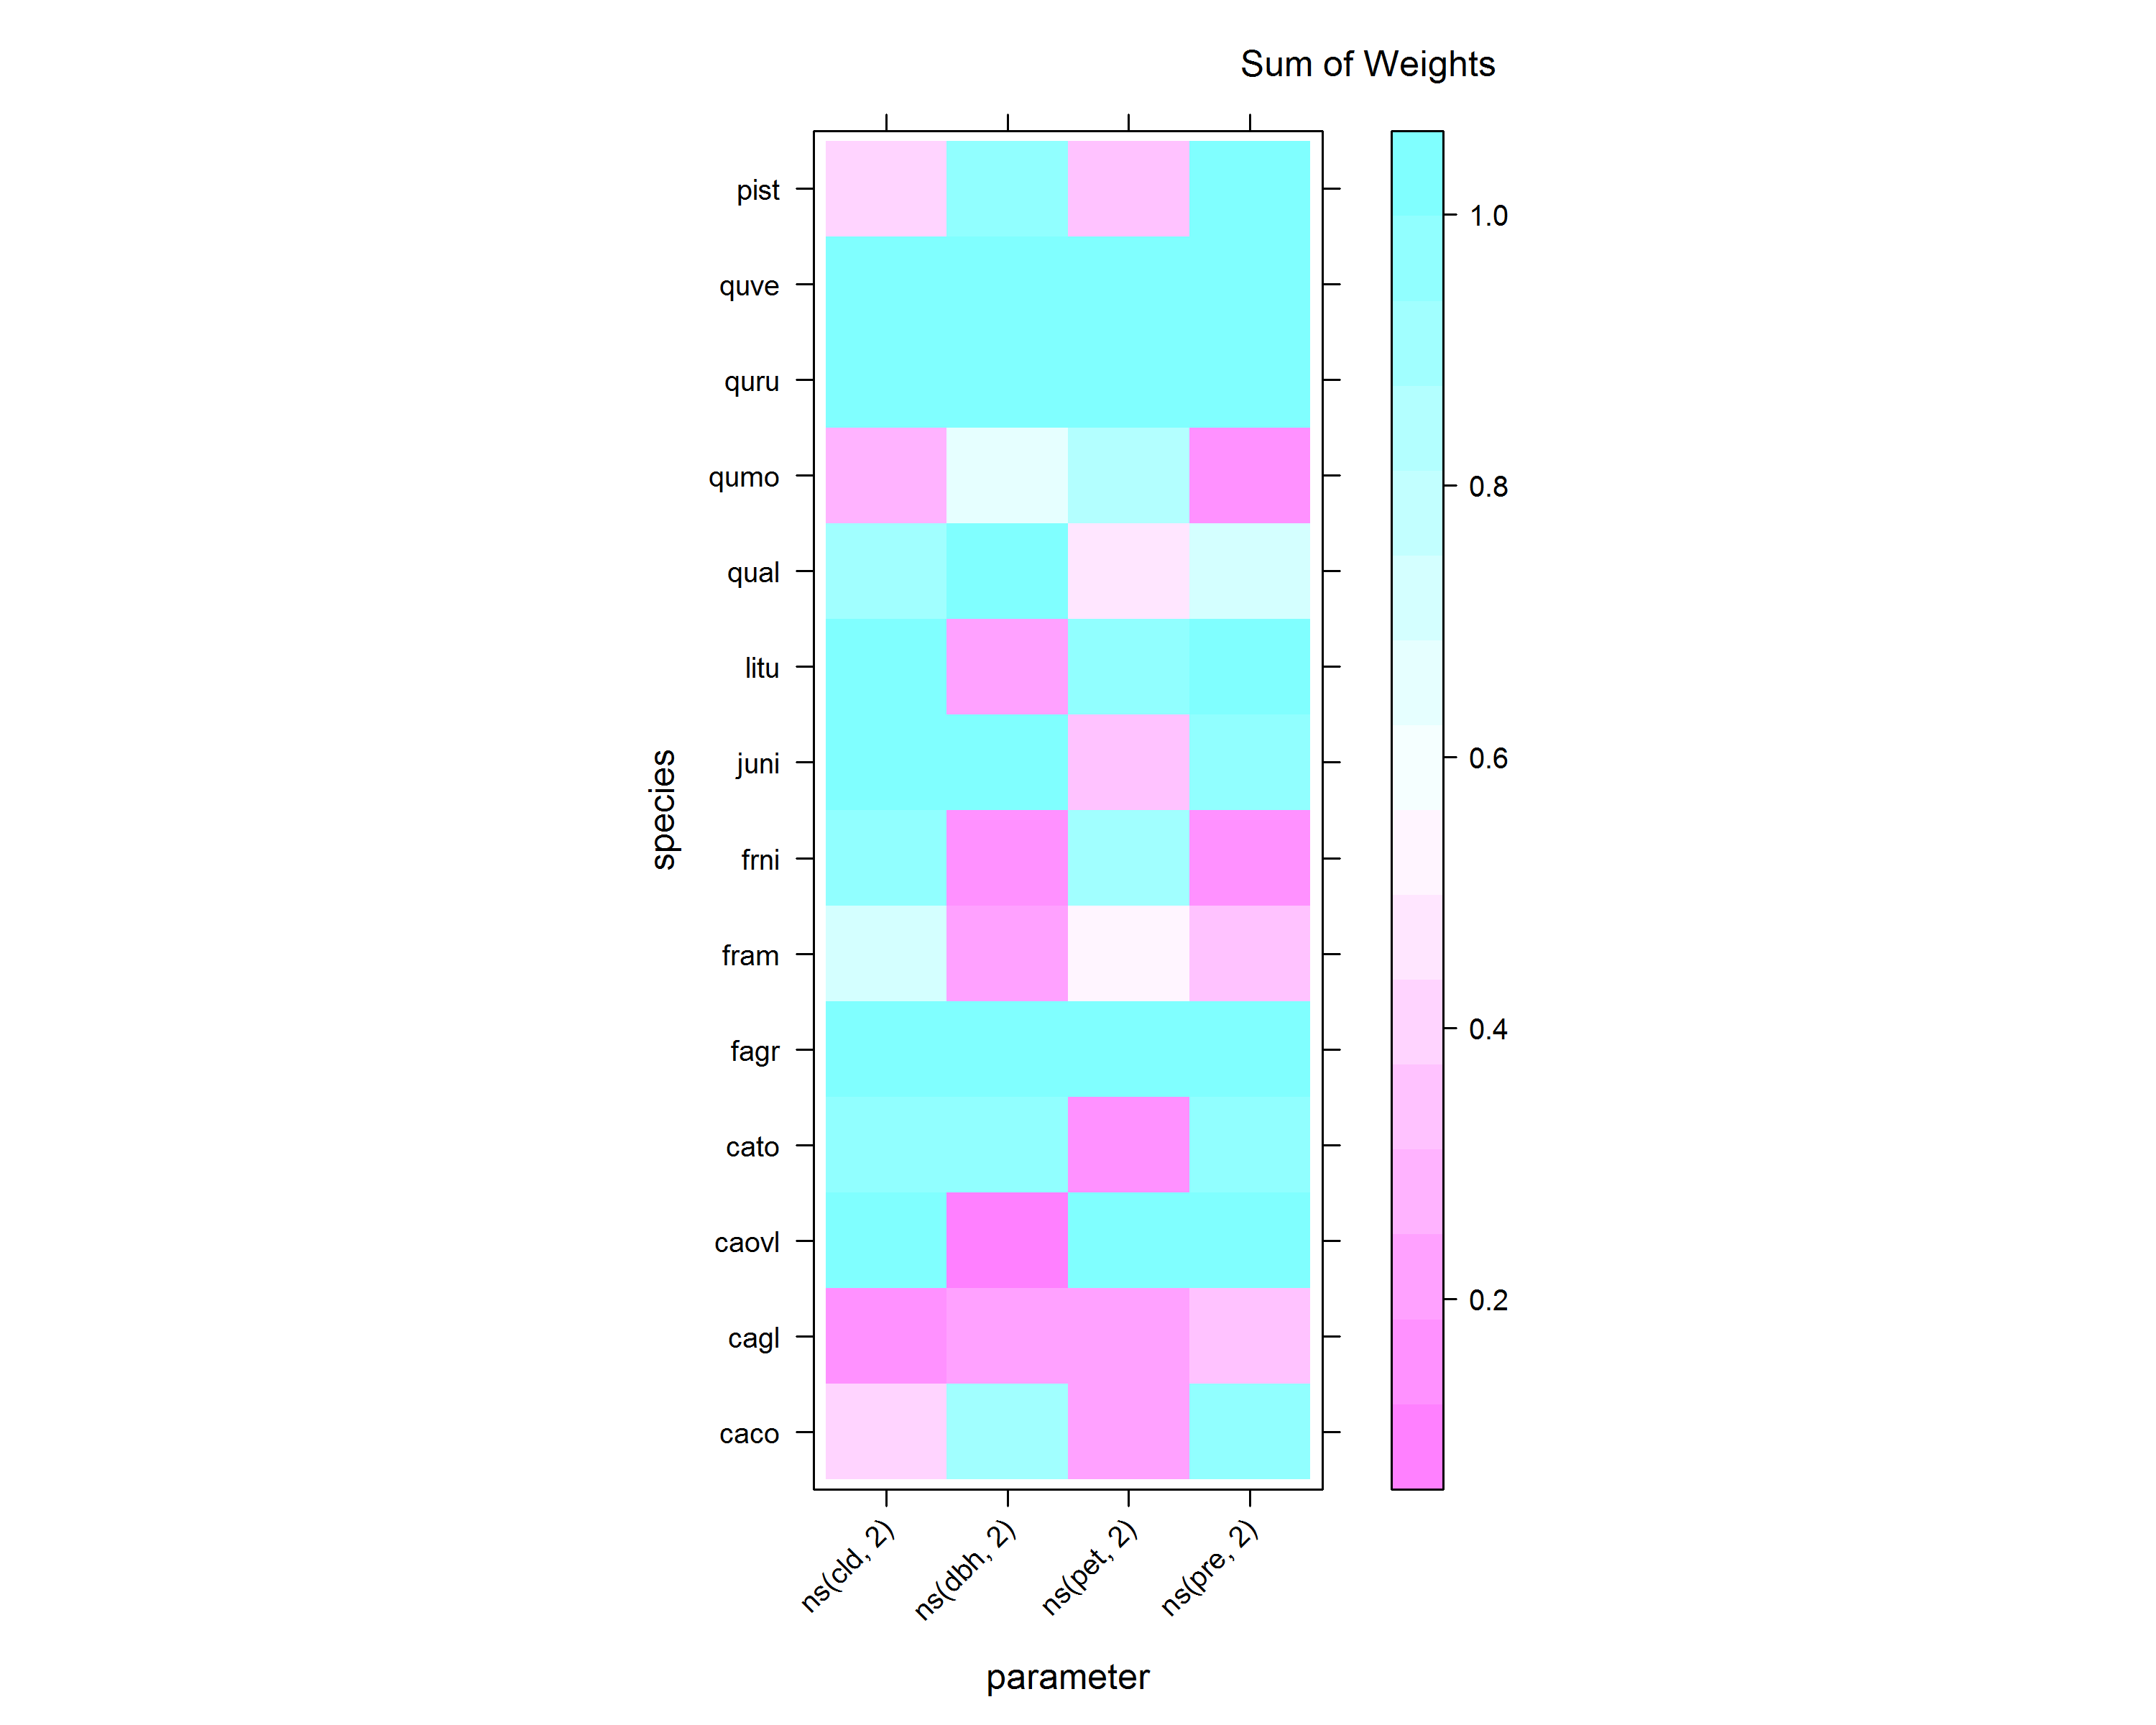 Sum of Weights
pist
quve
quru
qumo
qual
litu
juni
frni
fram
fagr
cato
caovl
cagl
caco
species
ns(cld, 2)
ns(dbh, 2)
ns(pet, 2)
ns(pre, 2)
parameter
1.0
0.8
0.6
0.4
0.2